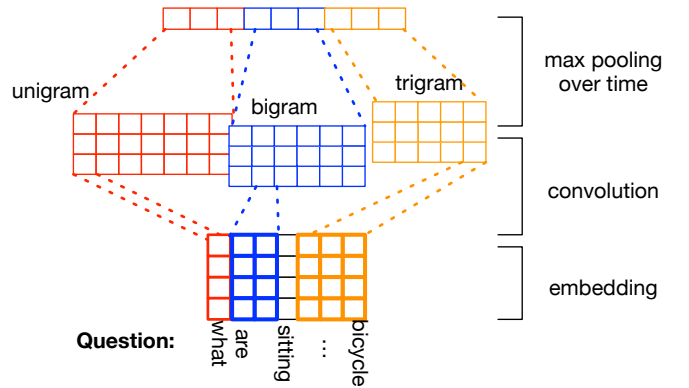 max pooling
over time
unigram
bigram
trigram
convolution
embedding
Question:
what
are
sitting
...
bicycle